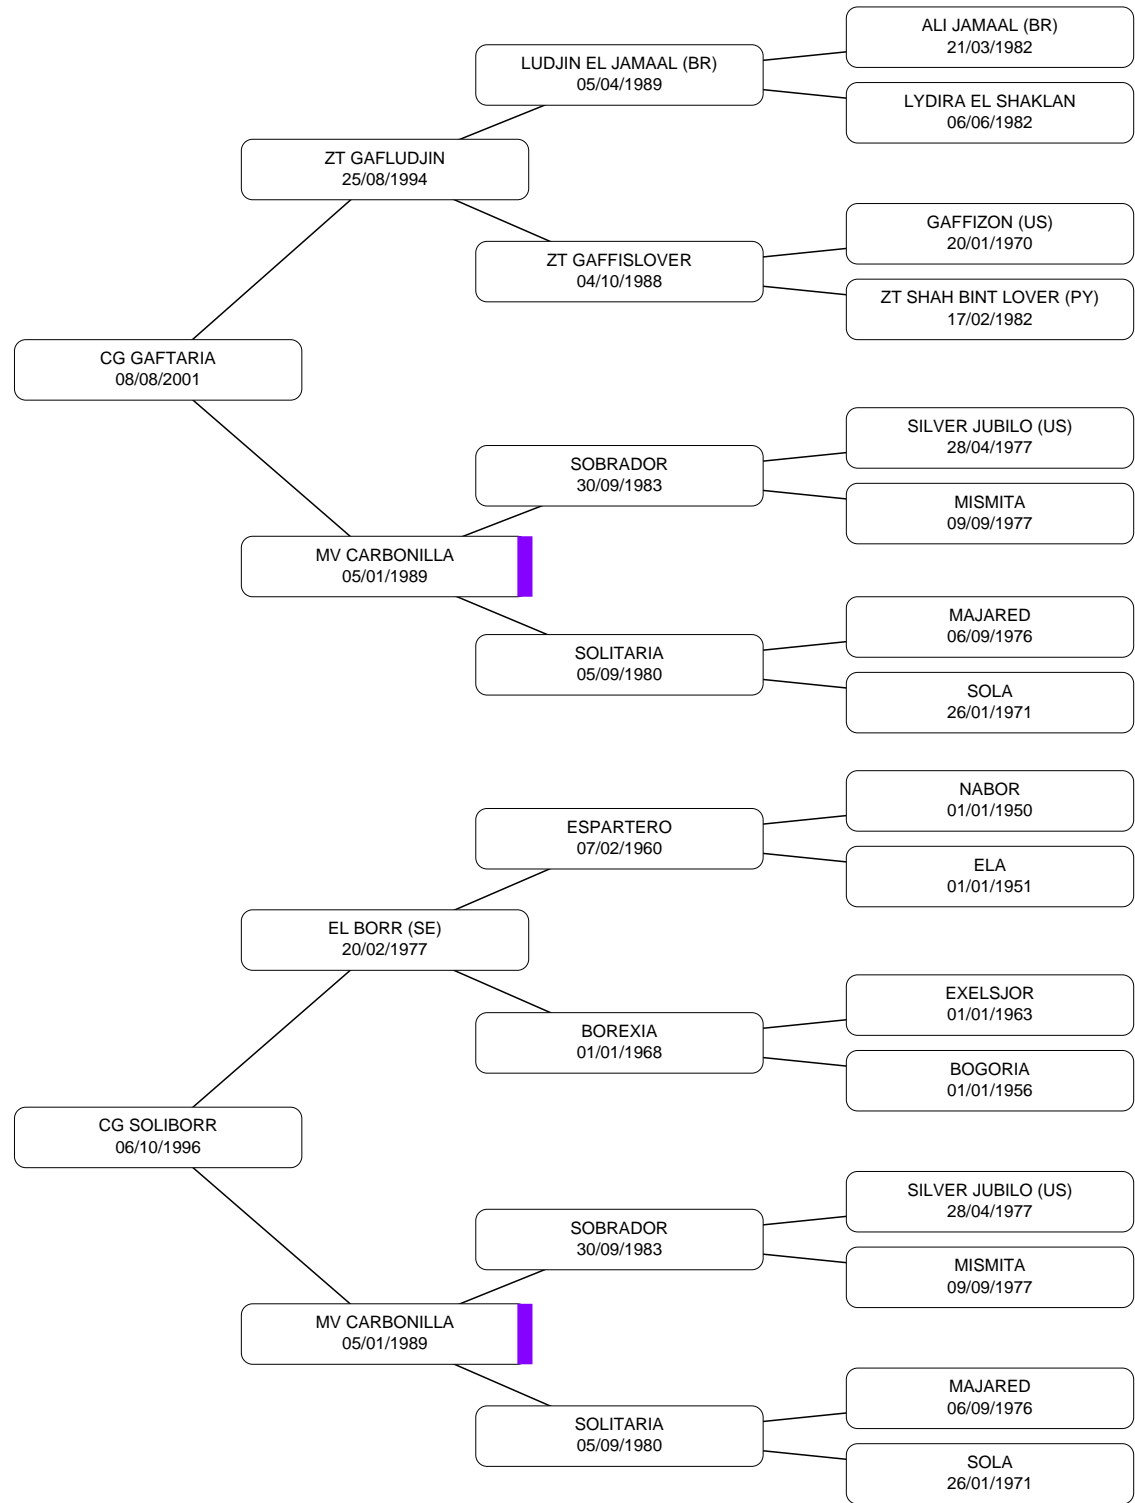 ALI JAMAAL (BR)
21/03/1982
LUDJIN EL JAMAAL (BR)
05/04/1989
LYDIRA EL SHAKLAN
06/06/1982
ZT GAFLUDJIN
25/08/1994
GAFFIZON (US)
20/01/1970
ZT GAFFISLOVER
04/10/1988
ZT SHAH BINT LOVER (PY)
17/02/1982
CG GAFTARIA
08/08/2001
SILVER JUBILO (US)
28/04/1977
SOBRADOR
30/09/1983
MISMITA
09/09/1977
MV CARBONILLA
05/01/1989
MAJARED
06/09/1976
SOLITARIA
05/09/1980
SOLA
26/01/1971
NABOR
01/01/1950
ESPARTERO
07/02/1960
ELA
01/01/1951
EL BORR (SE)
20/02/1977
EXELSJOR
01/01/1963
BOREXIA
01/01/1968
BOGORIA
01/01/1956
CG SOLIBORR
06/10/1996
SILVER JUBILO (US)
28/04/1977
SOBRADOR
30/09/1983
MISMITA
09/09/1977
MV CARBONILLA
05/01/1989
MAJARED
06/09/1976
SOLITARIA
05/09/1980
SOLA
26/01/1971